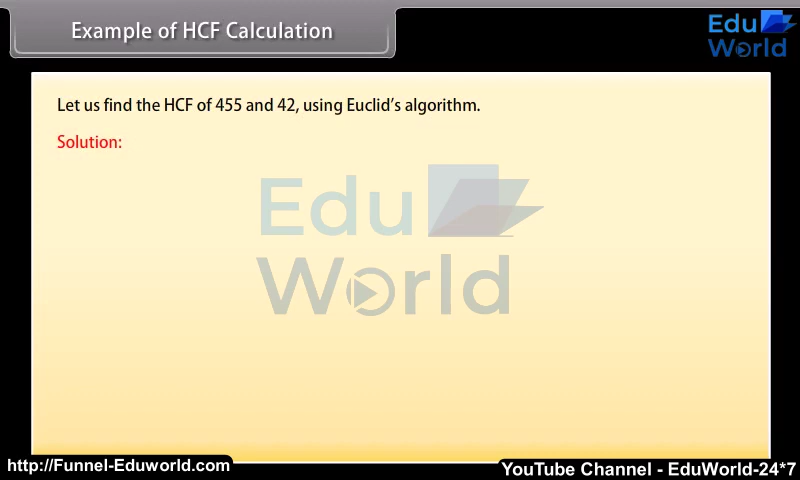 Example of HCF Calculation
Edu
World
Let us find the HCF of 455 and 42, using Euclid's algorithm.
Solution:
Edu
World
http://Funnel-Eduworld.com
YouTube Channel - EduWorld-24*7